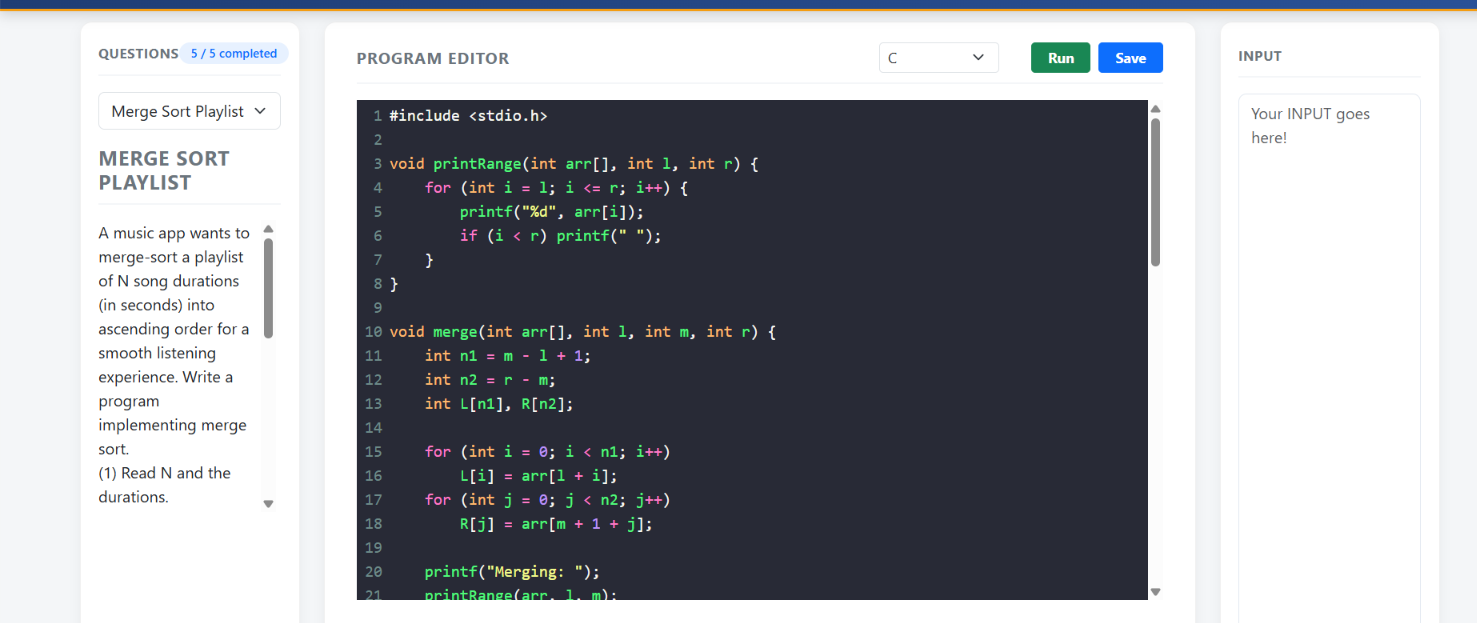 QUESTIONS 5 / 5 completed
Merge Sort Playlist
MERGE SORT
PLAYLIST
A music app wants to
merge-sort a playlist
of N song durations
(in seconds) into
ascending order for a
smooth listening
experience. Write a
program
implementing merge
sort.
(1) Read N and the
durations.
PROGRAM EDITOR
C
Run
Save
1 #include <stdio.h>
2
3 void printRange(int arr[], int l, int r) {
4     for (int i = l; i <= r; i++) {
5         printf("%d", arr[i]);
6         if (i < r) printf(" ");
7     }
8 }
9
10 void merge(int arr[], int l, int m, int r) {
11     int n1 = m - l + 1;
12     int n2 = r - m;
13     int L[n1], R[n2];
14
15     for (int i = 0; i < n1; i++)
16         L[i] = arr[l + i];
17     for (int j = 0; j < n2; j++)
18         R[j] = arr[m + 1 + j];
19
20     printf("Merging: ");
21     printRange(arr, l, m);
INPUT
Your INPUT goes
here!